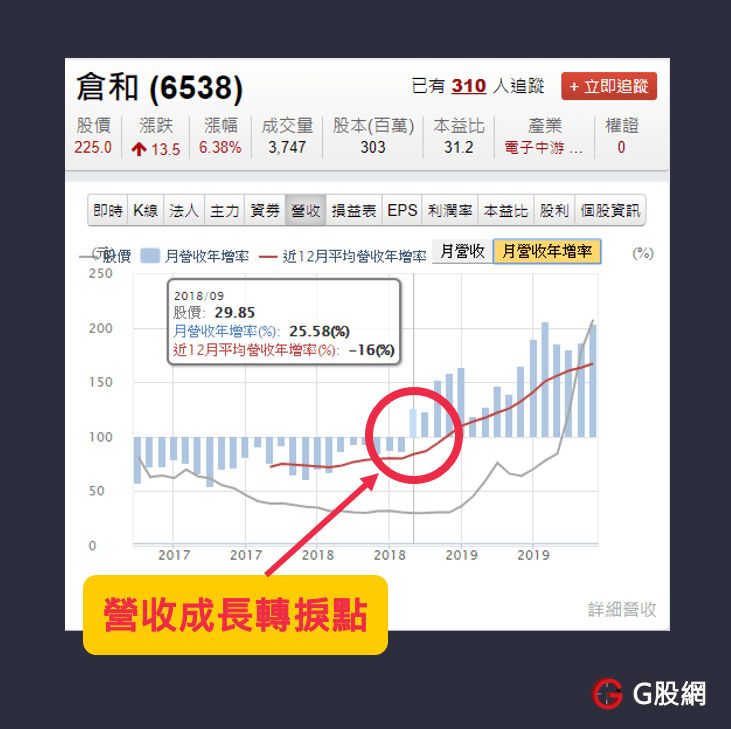 倉和 (6538)
已有 310 人追蹤
+ 立即追蹤
股價 漲跌 漲幅 成交量 股本(百萬) 本益比 產業 權證
225.0 13.5 6.38% 3,747 303 31.2 電子中游 ... 0
即時 K線 法人 主力 資券 營收 損益表 EPS 利潤率 本益比 股利 個股資訊
(元) 股價 月營收年增率 近12月平均營收年增率 月營收 月營收年增率 (%)
250
2018/09
股價: 29.85
月營收年增率(%): 25.58(%)
近12月平均營收年增率(%): -16(%)
200
150
100
50
0
2017 2017 2018 2018 2019 2019
營收成長轉捩點
詳細營收
G股網